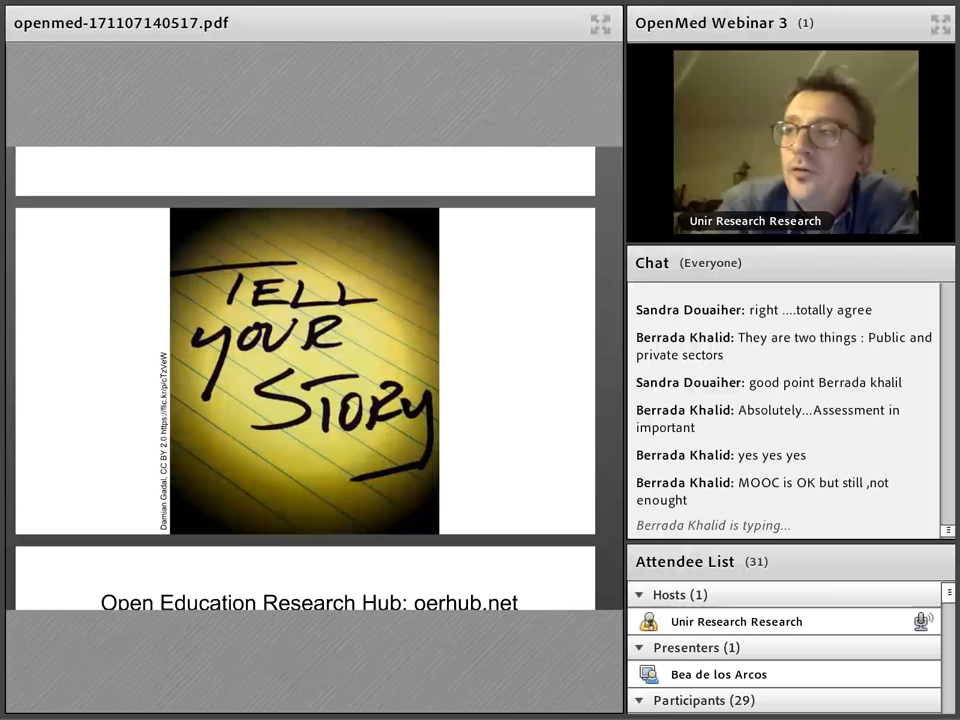 openmed-171107140517.pdf
TELL
YOUR
STORY
Damian Gadal, CC BY 2.0 https://flic.kr/p/cTzVeW
Open Education Research Hub: oerhub.net
OpenMed Webinar 3 (1)
Unir Research Research
Chat (Everyone)
Sandra Douaiher: right ....totally agree
Berrada Khalid: They are two things : Public and
private sectors
Sandra Douaiher: good point Berrada khalil
Berrada Khalid: Absolutely...Assessment in
important
Berrada Khalid: yes yes yes
Berrada Khalid: MOOC is OK but still ,not
enought
Berrada Khalid is typing...
Attendee List (31)
Hosts (1)
Unir Research Research
Presenters (1)
Bea de los Arcos
Participants (29)